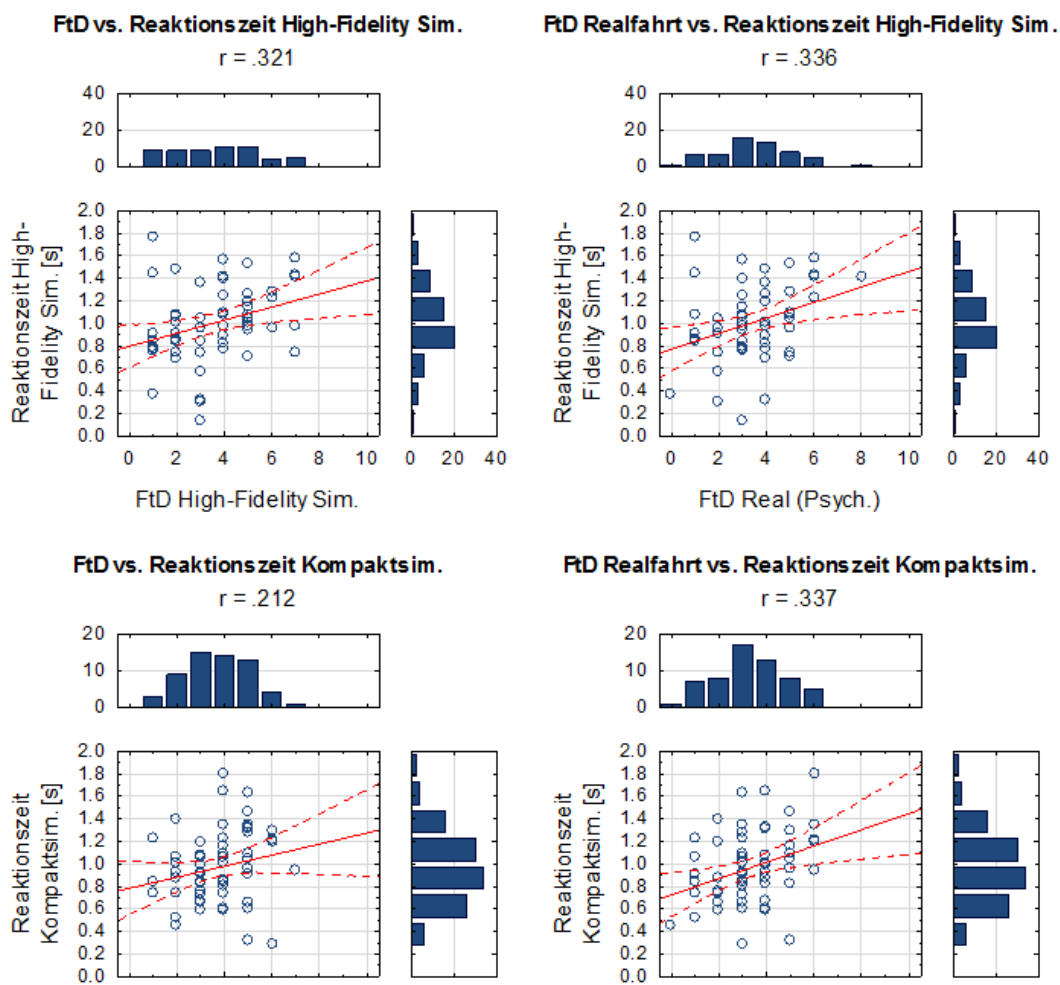 FtD vs. Reaktionszeit High-Fidelity Sim.
r = .321
40
20
0
Reaktionszeit High-
Fidelity Sim. [s]
2.0
1.8
1.6
1.4
1.2
1.0
0.8
0.6
0.4
0.2
0.0
0 2 4 6 8 10
0 20 40
FtD High-Fidelity Sim.
FtD Realfahrt vs. Reaktionszeit High-Fidelity Sim.
r = .336
40
20
0
Reaktionszeit High-
Fidelity Sim. [s]
2.0
1.8
1.6
1.4
1.2
1.0
0.8
0.6
0.4
0.2
0.0
0 2 4 6 8 10
0 20 40
FtD Real (Psych.)
FtD vs. Reaktionszeit Kompaktsim.
r = .212
20
10
0
Reaktionszeit
Kompaktsim. [s]
2.0
1.8
1.6
1.4
1.2
1.0
0.8
0.6
0.4
0.2
0.0
FtD Realfahrt vs. Reaktionszeit Kompaktsim.
r = .337
20
10
0
Reaktionszeit
Kompaktsim. [s]
2.0
1.8
1.6
1.4
1.2
1.0
0.8
0.6
0.4
0.2
0.0